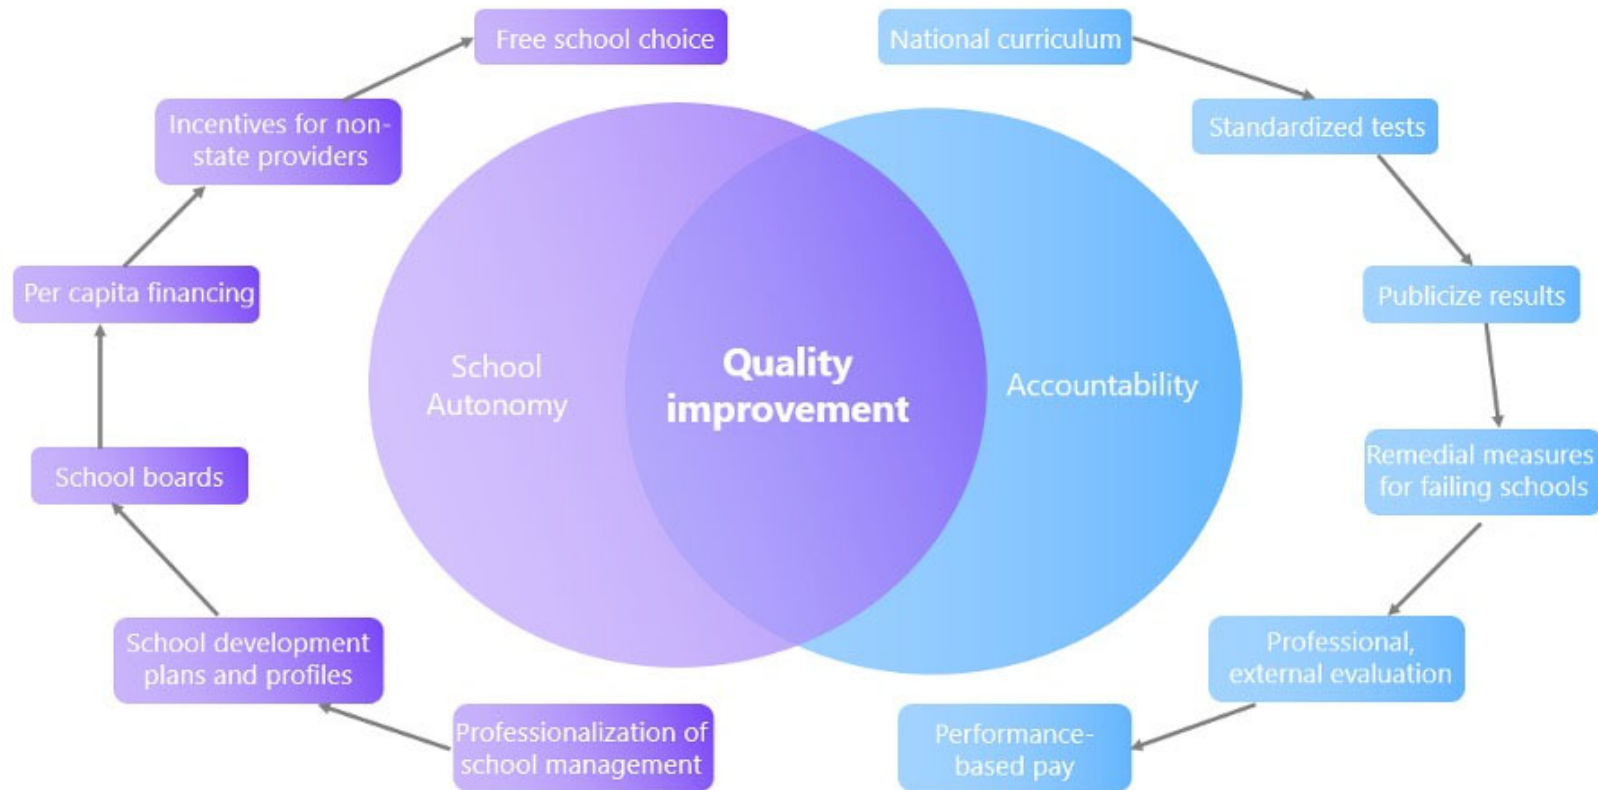 Free school choice
National curriculum
Incentives for non-
state providers
Standardized tests
Per capita financing
Publicize results
School
Autonomy
Quality
improvement
Accountability
School boards
Remedial measures
for failing schools
School development
plans and profiles
Professional,
external evaluation
Professionalization of
school management
Performance-
based pay